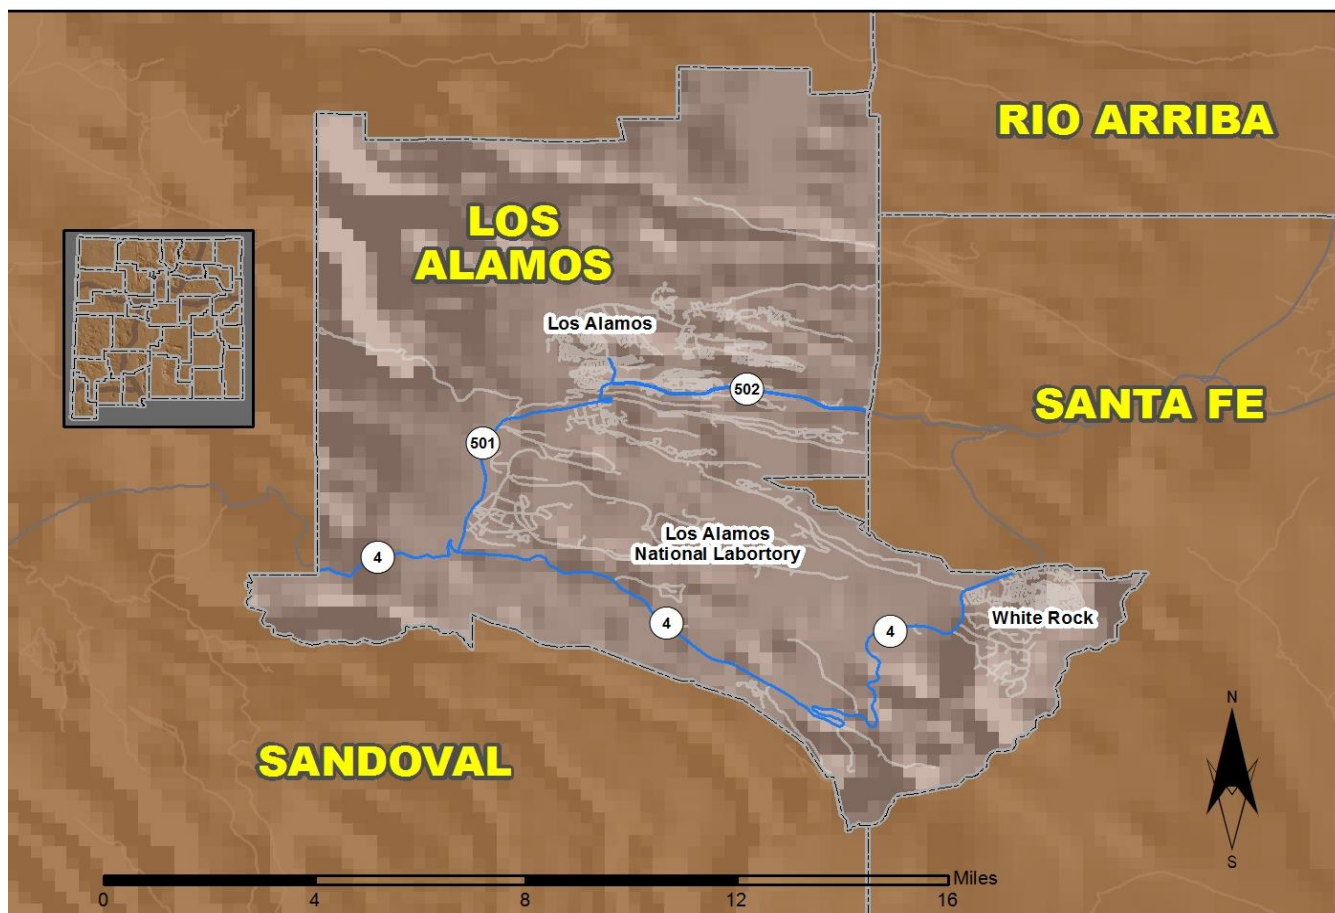 RIO ARRIBA
LOS
ALAMOS
Los Alamos
502
SANTA FE
501
Los Alamos
National Labortory
4
4
4
White Rock
N
SANDOVAL
S
Miles
0
4
8
12
16